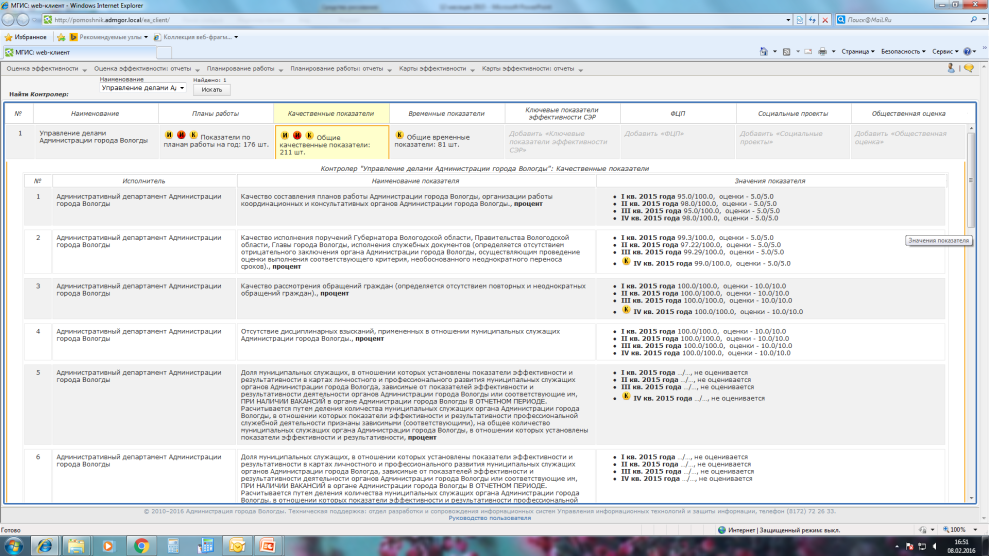 МГИС: web-клиент - Windows Internet Explorer
http://pomoshnik.admgor.local/ea_client/
Поиск@Mail.Ru
Избранное
Рекомендуемые узлы
Коллекция веб-фрагм...
МГИС: web-клиент
Страница
Безопасность
Сервис
Оценка эффективности
Оценка эффективности: отчеты
Планирование работы
Планирование работы: отчеты
Карты эффективности
Карты эффективности: отчеты
Наименование
Найдено: 1
Найти Контролер:
Управление делами А
Искать
№
Наименование
Планы работы
Качественные показатели
Временные показатели
Ключевые показатели
эффективности СЭР
ФЦП
Социальные проекты
Общественная оценка
1
Управление делами
Администрации города Вологды
И И К Показатели по
планам работы на год: 176 шт.
И И К Общие
качественные показатели:
211 шт.
К Общие временные
показатели: 81 шт.
Добавить «Ключевые
показатели эффективности
СЭР»
Добавить «ФЦП»
Добавить «Социальные
проекты»
Добавить «Общественная
оценка»
Контролер "Управление делами Администрации города Вологды": Качественные показатели
№
Исполнитель
Наименование показателя
Значения показателя
1
Административный департамент Администрации
города Вологды
Качество составления планов работы Администрации города Вологды, организации работы
координационных и консультативных органов Администрации города Вологды., процент
• I кв. 2015 года 95.0/100.0, оценки - 5.0/5.0
• II кв. 2015 года 98.0/100.0, оценки - 5.0/5.0
• III кв. 2015 года 95.0/100.0, оценки - 5.0/5.0
• IV кв. 2015 года 98.0/100.0, оценки - 5.0/5.0
2
Административный департамент Администрации
города Вологды
Качество исполнения поручений Губернатора Вологодской области, Правительства Вологодской
области, Главы города Вологды, исполнения служебных документов (определяется отсутствием
отрицательного заключения органа Администрации города Вологды, осуществляющим проведение
оценки выполнения соответствующего критерия, необоснованного неоднократного переноса
сроков)., процент
• I кв. 2015 года 99.3/100.0, оценки - 5.0/5.0
• II кв. 2015 года 97.22/100.0, оценки - 5.0/5.0
• III кв. 2015 года 99.29/100.0, оценки - 5.0/5.0
• К IV кв. 2015 года 99.0/100.0, оценки - 5.0/5.0
Значения показателя
3
Административный департамент Администрации
города Вологды
Качество рассмотрения обращений граждан (определяется отсутствием повторных и неоднократных
обращений граждан)., процент
• I кв. 2015 года 100.0/100.0, оценки - 10.0/10.0
• II кв. 2015 года 100.0/100.0, оценки - 10.0/10.0
• III кв. 2015 года 100.0/100.0, оценки - 10.0/10.0
• К IV кв. 2015 года 100.0/100.0, оценки - 10.0/10.0
4
Административный департамент Администрации
города Вологды
Отсутствие дисциплинарных взысканий, примененных в отношении муниципальных служащих
Администрации города Вологды., процент
• I кв. 2015 года 100.0/100.0, оценки - 10.0/10.0
• II кв. 2015 года 100.0/100.0, оценки - 10.0/10.0
• III кв. 2015 года 100.0/100.0, оценки - 10.0/10.0
• IV кв. 2015 года 100.0/100.0, оценки - 10.0/10.0
5
Административный департамент Администрации
города Вологды
Доля муниципальных служащих, в отношении которых установлены показатели эффективности и
результативности в картах личностного и профессионального развития муниципальных служащих
органов Администрации города Вологда, зависимые от показателей эффективности и
результативности деятельности органов Администрации города Вологды или соответствующие им,
ПРИ НАЛИЧИИ ВАКАНСИЙ в органе Администрации города Вологды В ОТЧЕТНОМ ПЕРИОДЕ.
Расчитывается путем деления количества муниципальных служащих органа Администрации города
Вологды, в отношении которых показатели эффективности и результативности профессиональной
служебной деятельности признаны зависимыми (соответствующими), на общее количество
муниципальных служащих органа Администрации города Вологды, в отношении которых установлены
показатели эффективности и результативности, процент
• I кв. 2015 года .../..., не оценивается
• II кв. 2015 года .../..., не оценивается
• III кв. 2015 года .../..., не оценивается
• К IV кв. 2015 года .../..., не оценивается
6
Административный департамент Администрации
города Вологды
Доля муниципальных служащих, в отношении которых установлены показатели эффективности и
результативности в картах личностного и профессионального развития муниципальных служащих
органов Администрации города Вологда, зависимые от показателей эффективности и
результативности деятельности органов Администрации города Вологды или соответствующие им,
ПРИ НАЛИЧИИ ВАКАНСИЙ в органе Администрации города Вологды В ОТЧЕТНОМ ПЕРИОДЕ.
Расчитывается путем деления количества муниципальных служащих органа Администрации города
Вологды, в отношении которых показатели эффективности и результативности профессиональной
• I кв. 2015 года .../..., не оценивается
• II кв. 2015 года .../..., не оценивается
• III кв. 2015 года .../..., не оценивается
• IV кв. 2015 года .../..., не оценивается
© 2010–2016 Администрация города Вологды. Техническая поддержка: отдел разработки и сопровождения информационных систем Управления информационных технологий и защиты информации, телефон (8172) 72 26 33.
Руководство пользователя
Готово
Интернет | Защищенный режим: выкл.
100%
16:51
08.02.2016